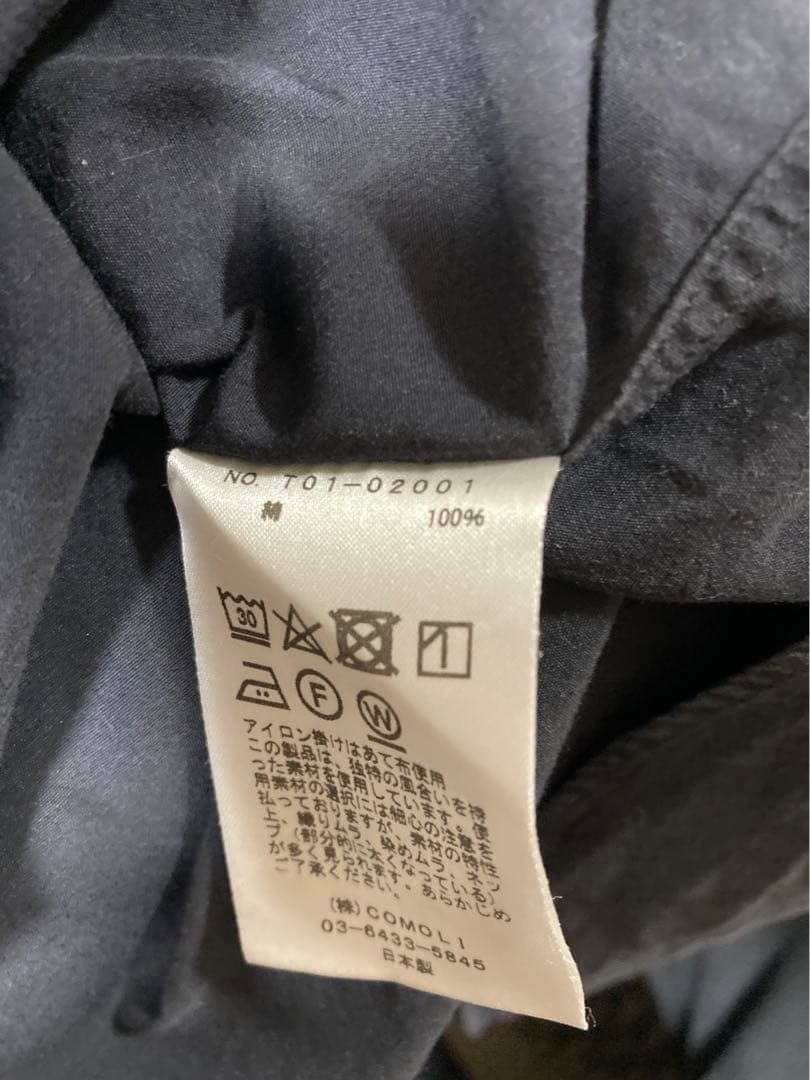 NO. T01-02001
綿 100%
30
F
W
アイロン掛けはあて布使用
この製品は、独特の風合いを持
った素材を使用しています。使
用素材の選択には細心の注意を
払っておりますが、素材の特性
上、織りムラ、染めムラ、ネッ
プ(部分的に太くなっている)
が多く見られます。あらかじめ
ご了承ください。
(株)COMOLI
03-6433-5845
日本製